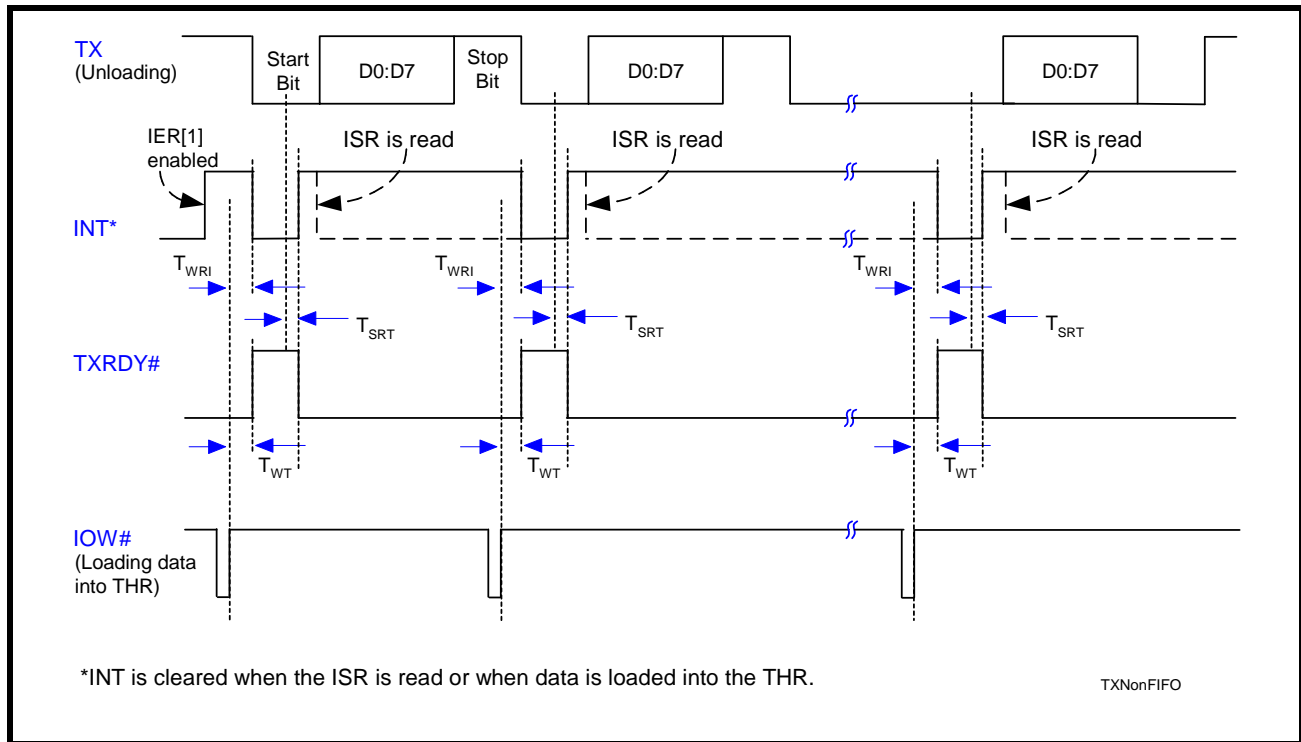 TX
(Unloading)
Start
Bit
D0:D7
Stop
Bit
D0:D7
D0:D7
IER[1]
enabled
ISR is read
ISR is read
ISR is read
INT*
TWRI
TWRI
TWRI
TSRT
TSRT
TSRT
TXRDY#
TWT
TWT
TWT
IOW#
(Loading data
into THR)
*INT is cleared when the ISR is read or when data is loaded into the THR.
TXNonFIFO